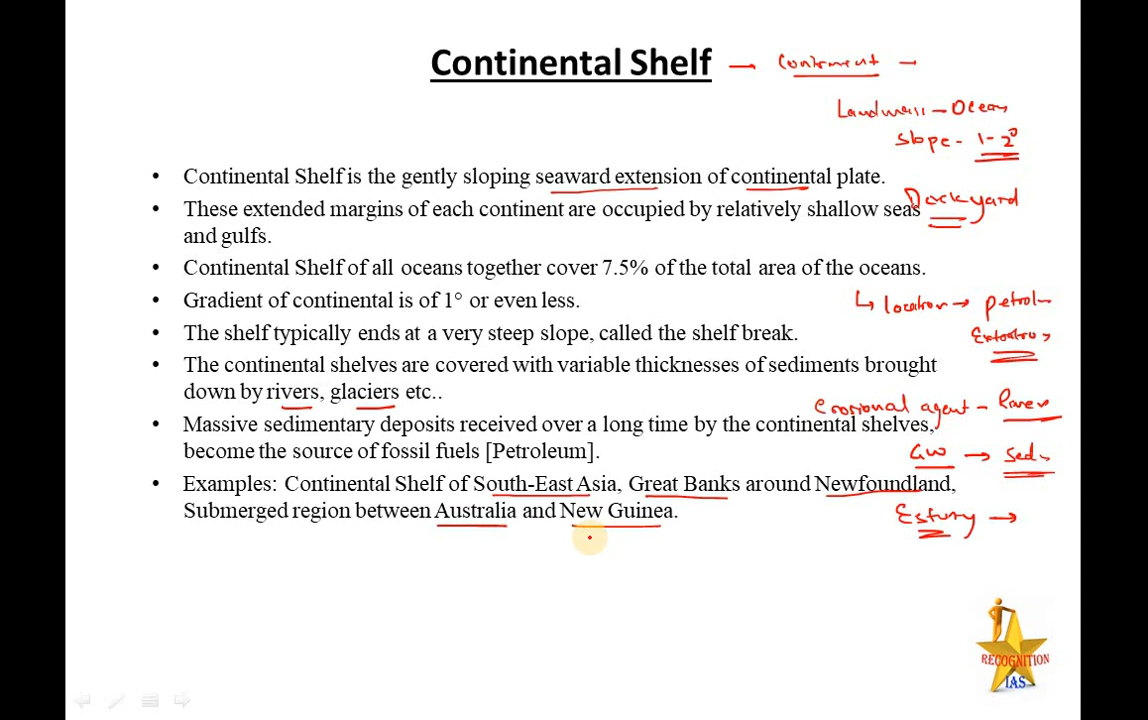 Continental Shelf — Continent —
Landmass – Ocean
Slope - 1-2°
• Continental Shelf is the gently sloping seaward extension of continental plate.
Dockyard
• These extended margins of each continent are occupied by relatively shallow seas
and gulfs.
• Continental Shelf of all oceans together cover 7.5% of the total area of the oceans.
• Gradient of continental is of 1° or even less.
↳ location → petrol
• The shelf typically ends at a very steep slope, called the shelf break.
• The continental shelves are covered with variable thicknesses of sediments brought
down by rivers, glaciers etc..
erosional agent –
• Massive sedimentary deposits received over a long time by the continental shelves,
become the source of fossil fuels [Petroleum].
GW → Sed
• Examples: Continental Shelf of South-East Asia, Great Banks around Newfoundland,
Submerged region between Australia and New Guinea.
Estury →
RECOGNITION
IAS